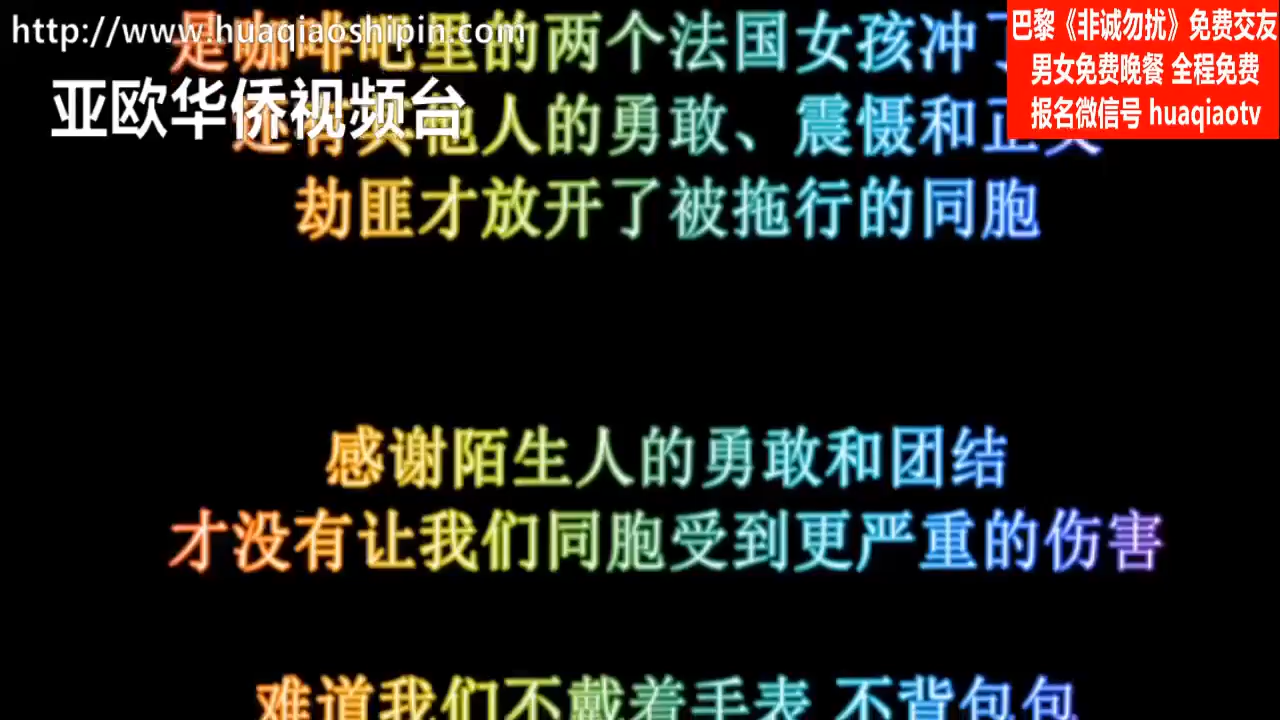 http://www.huaqiaoshipin.com
亚欧华侨视频台
巴黎《非诚勿扰》免费交友
男女免费晚餐 全程免费
报名微信号 huaqiaotv
是咖啡吧里的两个法国女孩冲了
还有其他人的勇敢、震慑和正义
劫匪才放开了被拖行的同胞
感谢陌生人的勇敢和团结
才没有让我们同胞受到更严重的伤害
难道我们不戴着手表 不背包包